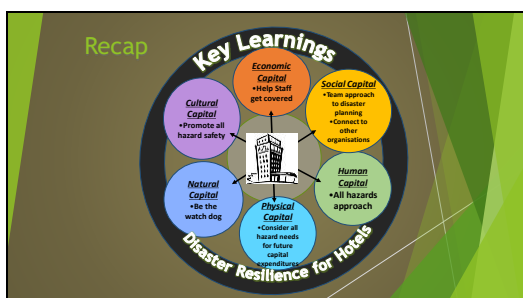 Recap
Key Learnings
Economic
Capital
•Help Staff
get covered
Social Capital
•Team approach
to disaster
planning
•Connect to
other
organisations
Cultural
Capital
•Promote all
hazard safety
Human
Capital
•All hazards
approach
Natural
Capital
•Be the
watch dog
Physical
Capital
•Consider all
hazard needs
for future
capital
expenditures
Disaster Resilience for Hotels